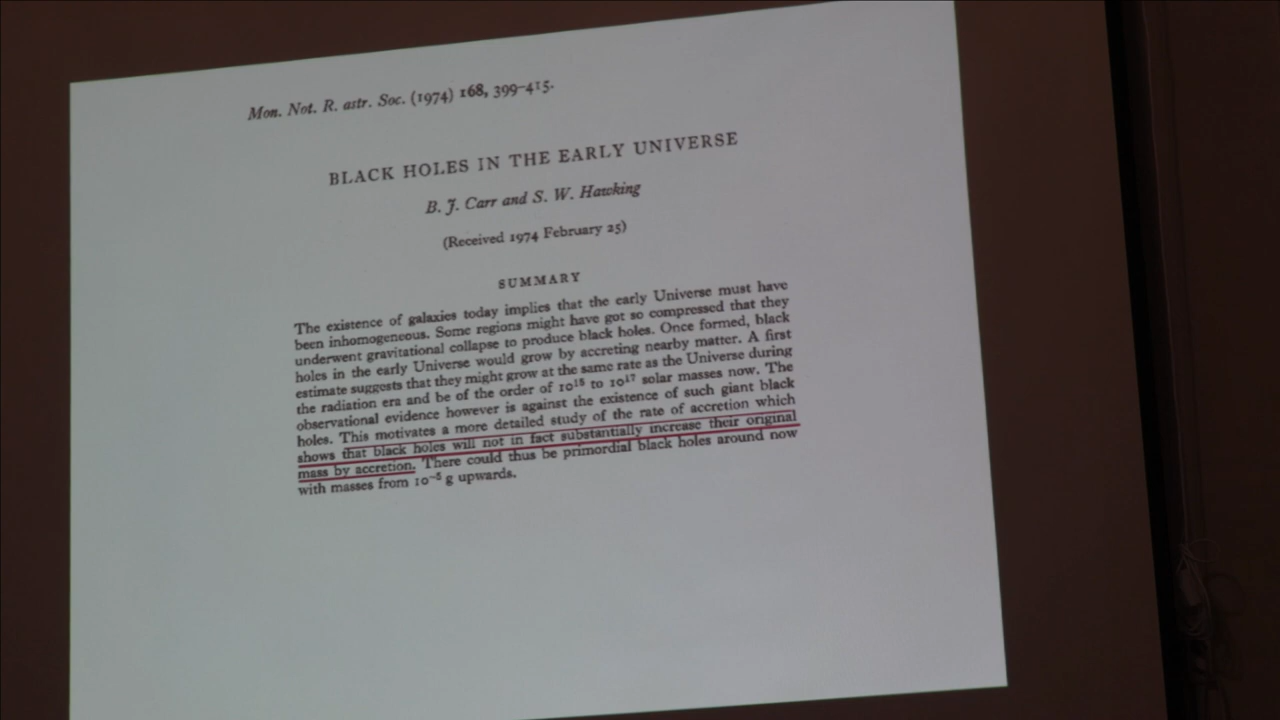 Mon. Not. R. astr. Soc. (1974) 168, 399–415.
BLACK HOLES IN THE EARLY UNIVERSE
B. J. Carr and S. W. Hawking
(Received 1974 February 25)
SUMMARY
The existence of galaxies today implies that the early Universe must have
been inhomogeneous. Some regions might have got so compressed that they
underwent gravitational collapse to produce black holes. Once formed, black
holes in the early Universe would grow by accreting nearby matter. A first
estimate suggests that they might grow at the same rate as the Universe during
the radiation era and be of the order of 10¹⁵ to 10¹⁷ solar masses now. The
observational evidence however is against the existence of such giant black
holes. This motivates a more detailed study of the rate of accretion which
shows that black holes will not in fact substantially increase their original
mass by accretion. There could thus be primordial black holes around now
with masses from 10⁻⁵ g upwards.